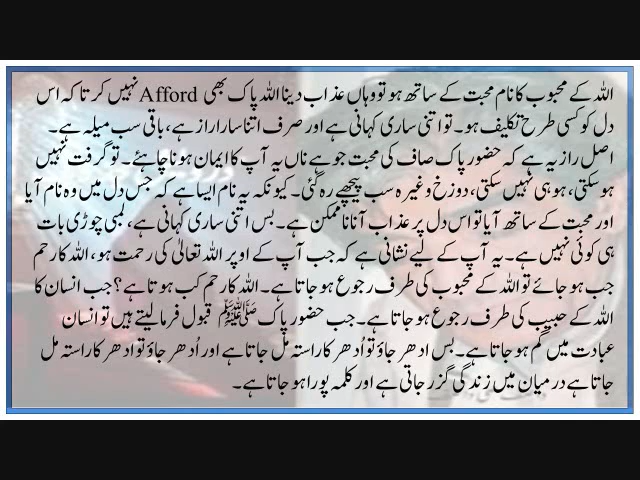 اللہ کے محبوب کا نام محبت کے ساتھ ہو تو وہاں عذاب دینا اللہ پاک بھی Afford نہیں کرتا کہ اس
دل کو کسی طرح تکلیف ہو۔ تو اتنی ساری کہانی ہے اور صرف اتنا سارا راز ہے، باقی سب میلہ ہے۔
اصل راز یہ ہے کہ حضور پاک صاف کی محبت جو ہے ناں یہ آپ کا ایمان ہونا چاہئے۔ تو گرفت نہیں
ہو سکتی، ہو ہی نہیں سکتی، دوزخ وغیرہ سب پیچھے رہ گئی۔ کیونکہ یہ نام ایسا ہے کہ جس دل میں وہ نام آیا
اور محبت کے ساتھ آیا تو اس دل پر عذاب آنا ناممکن ہے۔ بس اتنی ساری کہانی ہے، لمبی چوڑی بات
ہی کوئی نہیں ہے۔ یہ آپ کے لیے نشانی ہے کہ جب آپ کے اوپر اللہ تعالیٰ کی رحمت ہو، اللہ کا رحم
جب ہو جائے تو اللہ کے محبوب کی طرف رجوع ہو جاتا ہے۔ اللہ کا رحم کب ہوتا ہے؟ جب انسان کا
اللہ کے حبیب کی طرف رجوع ہو جاتا ہے۔ جب حضور پاک ﷺ قبول فرما لیتے ہیں تو انسان
عبادت میں گم ہو جاتا ہے۔ بس ادھر جاؤ تو اُدھر کا راستہ مل جاتا ہے اور اُدھر جاؤ تو ادھر کا راستہ مل
جاتا ہے درمیان میں زندگی گزر جاتی ہے اور کلمہ پورا ہو جاتا ہے۔